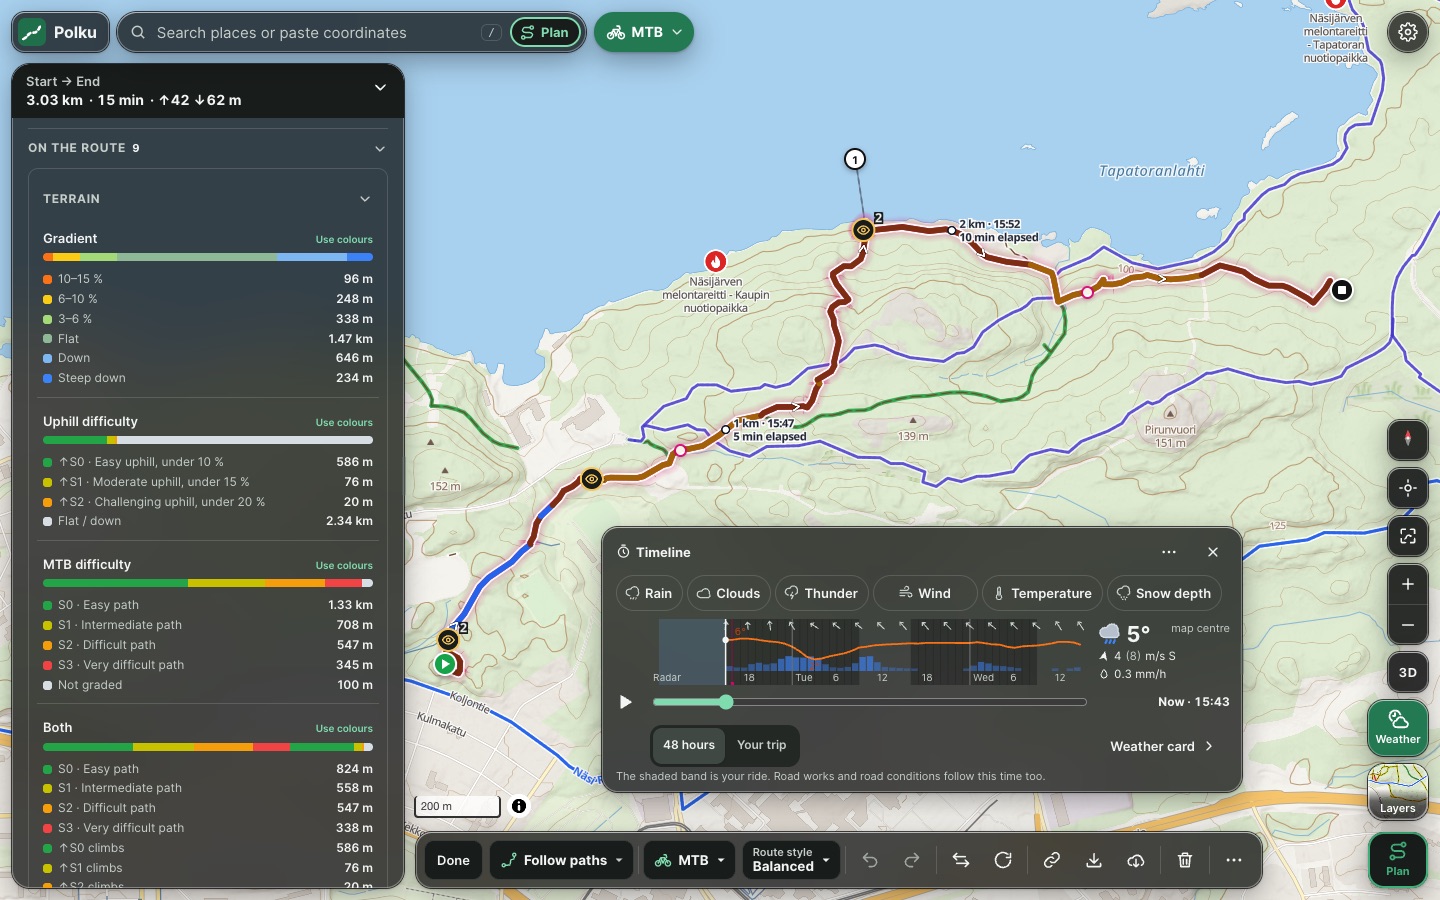 Polku
Search places or paste coordinates
/
Plan
MTB
Start → End
3.03 km · 15 min · ↑42 ↓62 m
ON THE ROUTE 9
TERRAIN
Gradient
Use colours
10–15 % 96 m
6–10 % 248 m
3–6 % 338 m
Flat 1.47 km
Down 646 m
Steep down 234 m
Uphill difficulty
Use colours
↑S0 · Easy uphill, under 10 % 586 m
↑S1 · Moderate uphill, under 15 % 76 m
↑S2 · Challenging uphill, under 20 % 20 m
Flat / down 2.34 km
MTB difficulty
Use colours
S0 · Easy path 1.33 km
S1 · Intermediate path 708 m
S2 · Difficult path 547 m
S3 · Very difficult path 345 m
Not graded 100 m
Both
Use colours
S0 · Easy path 824 m
S1 · Intermediate path 558 m
S2 · Difficult path 547 m
S3 · Very difficult path 338 m
↑S0 climbs 586 m
↑S1 climbs 76 m
↑S2 climbs 20 m
Näsijärven
melontareitti
- Tapatoran
nuotiopaikka
Tapatoranlahti
1
2
2 km · 15:52
10 min elapsed
Näsijärven
melontareitti - Kaupin
nuotiopaikka
100
1 km · 15:47
5 min elapsed
139 m
Pirunvuori
151 m
152 m
125
2
Koljontie
Kulmakatu
200 m
Timeline
Rain
Clouds
Thunder
Wind
Temperature
Snow depth
6°
Radar
18
Tue
6
12
18
Wed
6
12
5°
map centre
4 (8) m/s S
0.3 mm/h
Now · 15:43
48 hours
Your trip
Weather card
The shaded band is your ride. Road works and road conditions follow this time too.
3D
Weather
Layers
Plan
Done
Follow paths
MTB
Route style
Balanced